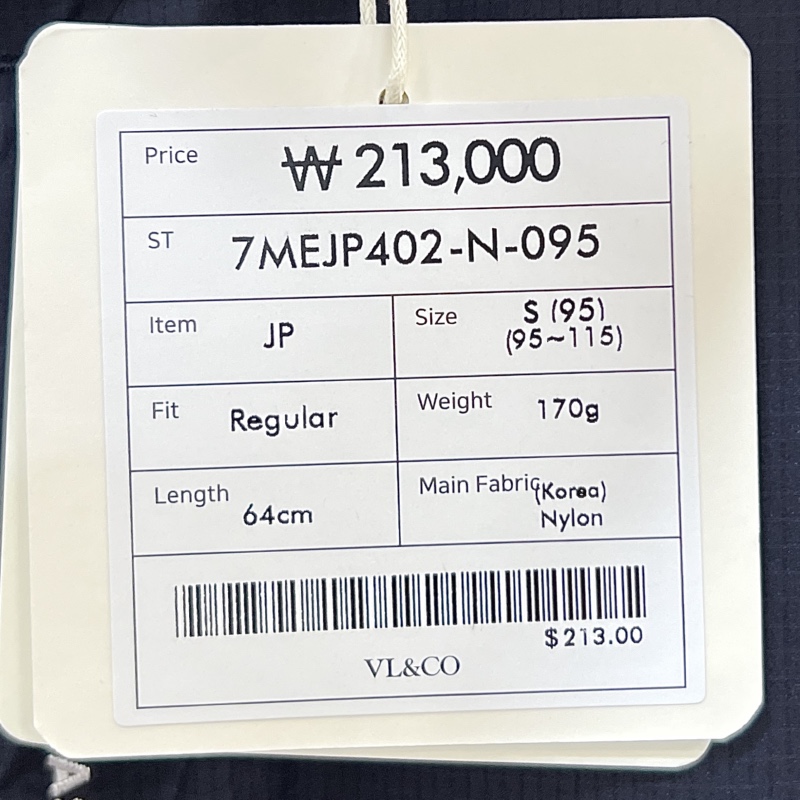 Price ₩ 213,000
ST 7MEJP402-N-095
Item JP
Size S (95)
(95~115)
Fit Regular
Weight 170g
Length 64cm
Main Fabric (Korea)
Nylon
$213.00
VL&CO
A